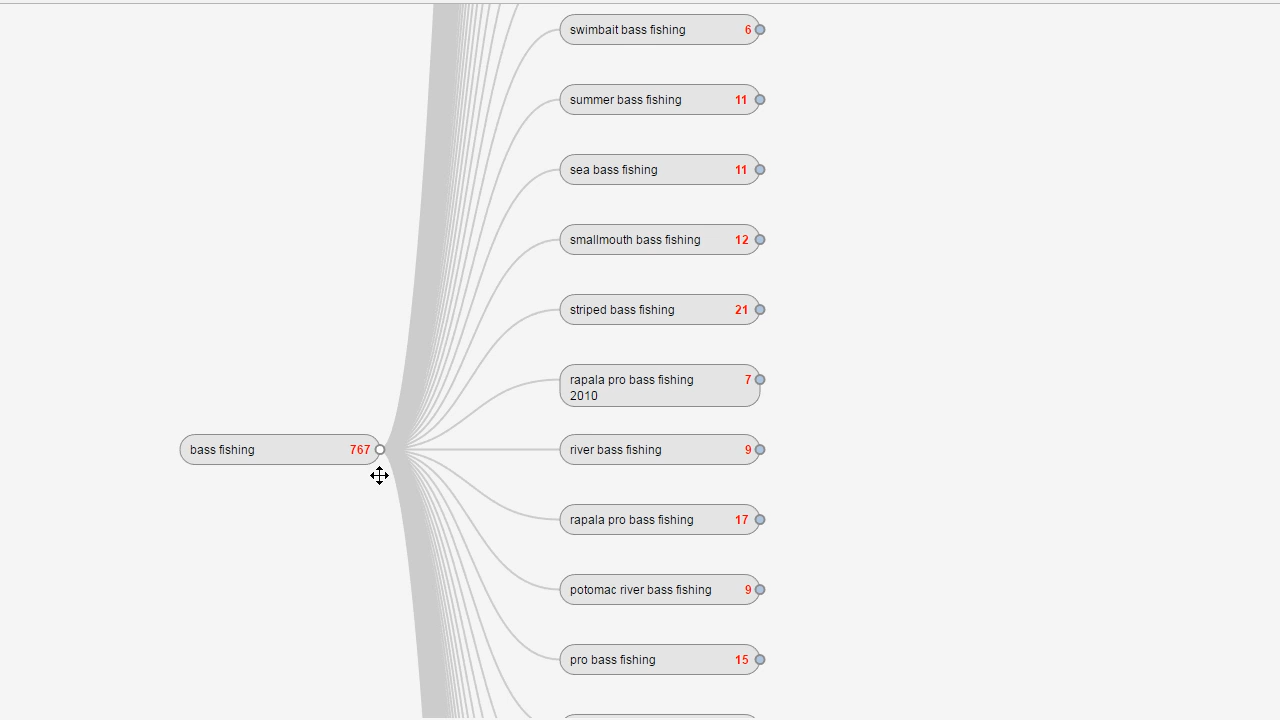 swimbait bass fishing 6
summer bass fishing 11
sea bass fishing 11
smallmouth bass fishing 12
striped bass fishing 21
rapala pro bass fishing 7
2010
bass fishing 767
river bass fishing 9
rapala pro bass fishing 17
potomac river bass fishing 9
pro bass fishing 15